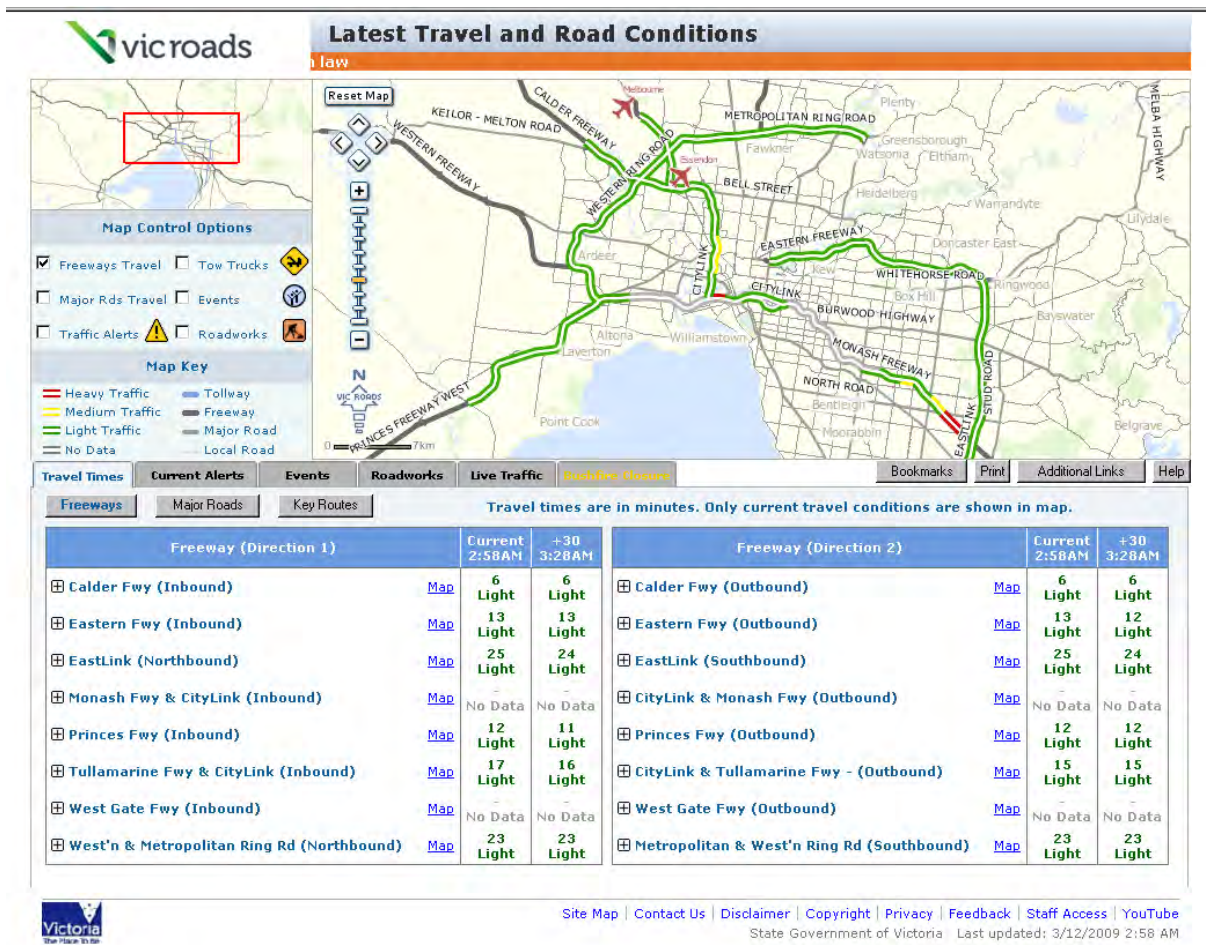 vicroads
Latest Travel and Road Conditions
n law
Reset Map
Melbourne
CALDER FREEWAY
KEILOR - MELTON ROAD
METROPOLITAN RING ROAD
Plenty
MELBA HIGHWAY
WESTERN FREEWAY
WESTERN RING ROAD
Fawkner
Greensborough
Watsonia
Eltham
Essendon
BELL STREET
Heidelberg
Warrandyte
Lilydale
EASTERN FREEWAY
Doncaster East
Ardeer
CITYLINK
Kew
WHITEHORSE ROAD
Ringwood
CITYLINK
Box Hill
BURWOOD HIGHWAY
Bayswater
Altona
Williamstown
Laverton
MONASH FREEWAY
NORTH ROAD
STUD ROAD
Bentleigh
Point Cook
Moorabbin
EASTLINK
Belgrave
PRINCES FREEWAY WEST
N
VIC ROADS
0 7km
Map Control Options
Freeways Travel Tow Trucks
Major Rds Travel Events
Traffic Alerts Roadworks
Map Key
Heavy Traffic Tollway
Medium Traffic Freeway
Light Traffic Major Road
No Data Local Road
Travel Times Current Alerts Events Roadworks Live Traffic
Bookmarks Print Additional Links Help
Freeways Major Roads Key Routes Travel times are in minutes. Only current travel conditions are shown in map.
Freeway (Direction 1) Current 2:58AM +30 3:28AM Freeway (Direction 2) Current 2:58AM +30 3:28AM
Calder Fwy (Inbound) Map 6 Light 6 Light Calder Fwy (Outbound) Map 6 Light 6 Light
Eastern Fwy (Inbound) Map 13 Light 13 Light Eastern Fwy (Outbound) Map 13 Light 12 Light
EastLink (Northbound) Map 25 Light 24 Light EastLink (Southbound) Map 25 Light 24 Light
Monash Fwy & CityLink (Inbound) Map - No Data - No Data CityLink & Monash Fwy (Outbound) Map - No Data - No Data
Princes Fwy (Inbound) Map 12 Light 11 Light Princes Fwy (Outbound) Map 12 Light 12 Light
Tullamarine Fwy & CityLink (Inbound) Map 17 Light 16 Light CityLink & Tullamarine Fwy - (Outbound) Map 15 Light 15 Light
West Gate Fwy (Inbound) Map - No Data - No Data West Gate Fwy (Outbound) Map - No Data - No Data
West'n & Metropolitan Ring Rd (Northbound) Map 23 Light 23 Light Metropolitan & West'n Ring Rd (Southbound) Map 23 Light 23 Light
Victoria
The Place To Be
Site Map | Contact Us | Disclaimer | Copyright | Privacy | Feedback | Staff Access | YouTube
State Government of Victoria Last updated: 3/12/2009 2:58 AM